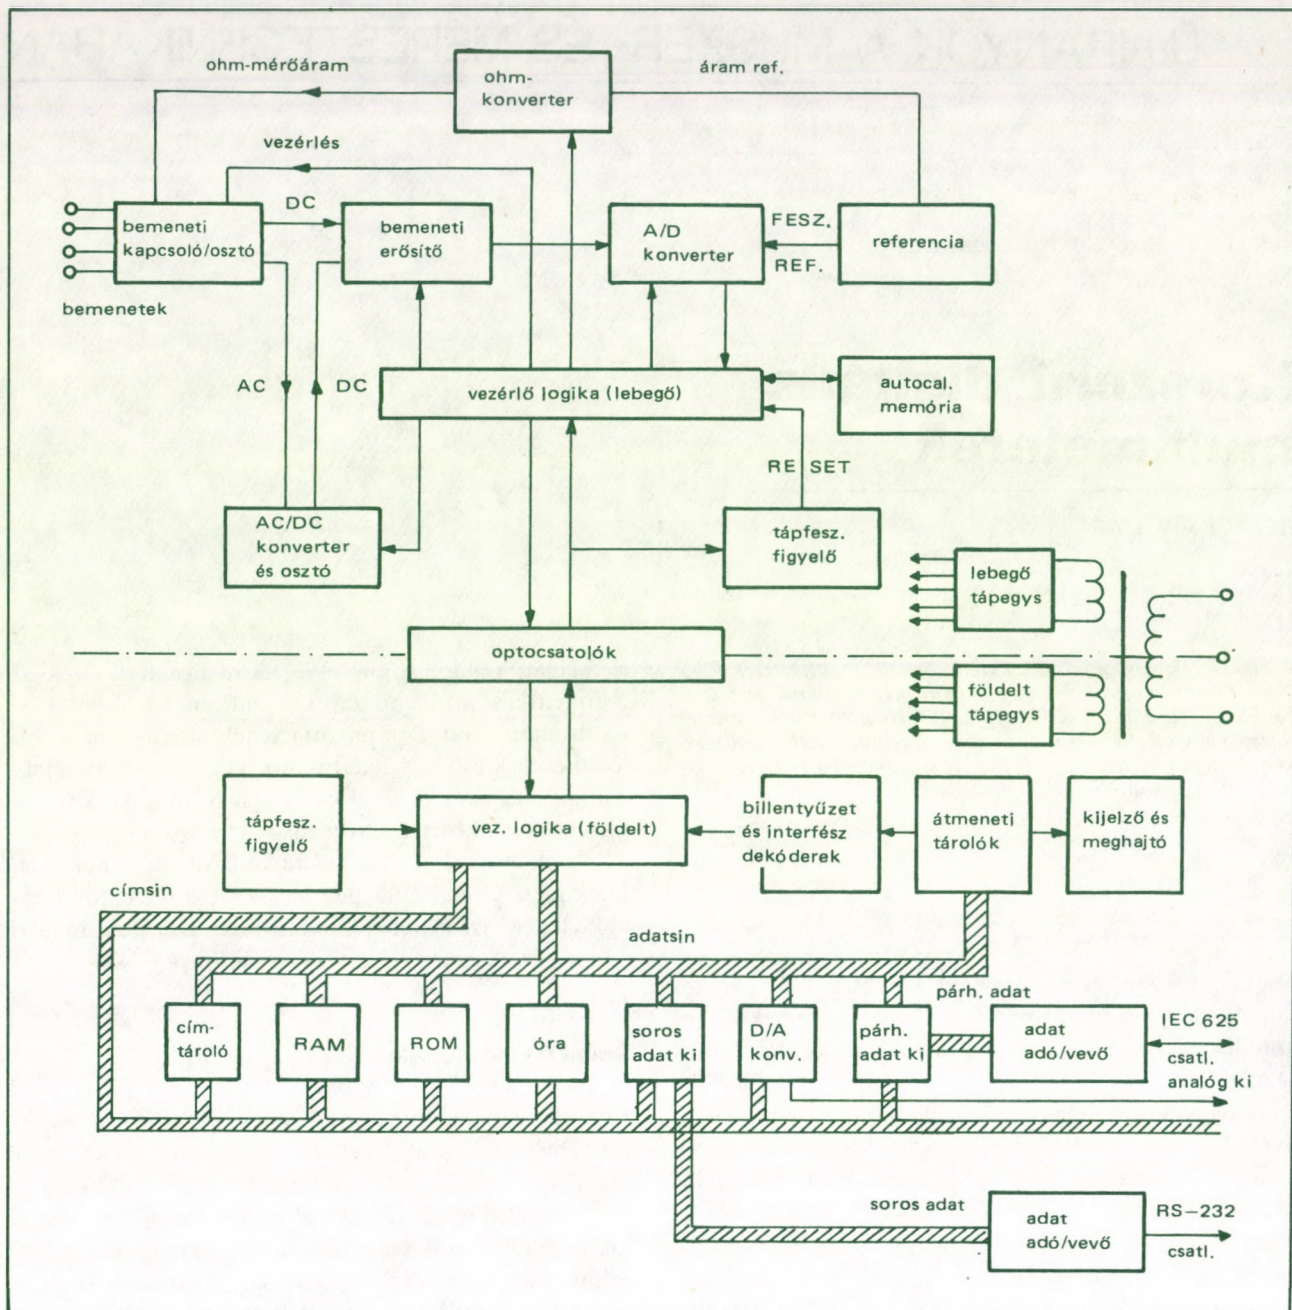 ohm-mérőáram
ohm-
konverter
áram ref.
vezérlés
DC
bemeneti
kapcsoló/osztó
bemeneti
erősítő
A/D
konverter
FESZ.
REF.
referencia
bemenetek
AC
DC
vezérlő logika (lebegő)
autocal.
memória
RESET
AC/DC
konverter
és osztó
tápfesz.
figyelő
lebegő
tápegys
optocsatolók
földelt
tápegys
tápfesz.
figyelő
vez. logika (földelt)
billentyűzet
és interfész
dekóderek
átmeneti
tárolók
kijelző és
meghajtó
címsin
adatsin
párh. adat
cím-
tároló
RAM
ROM
óra
soros
adat ki
D/A
konv.
párh.
adat ki
adat
adó/vevő
IEC 625
csatl.
analóg ki
soros adat
adat
adó/vevő
RS–232
csatl.